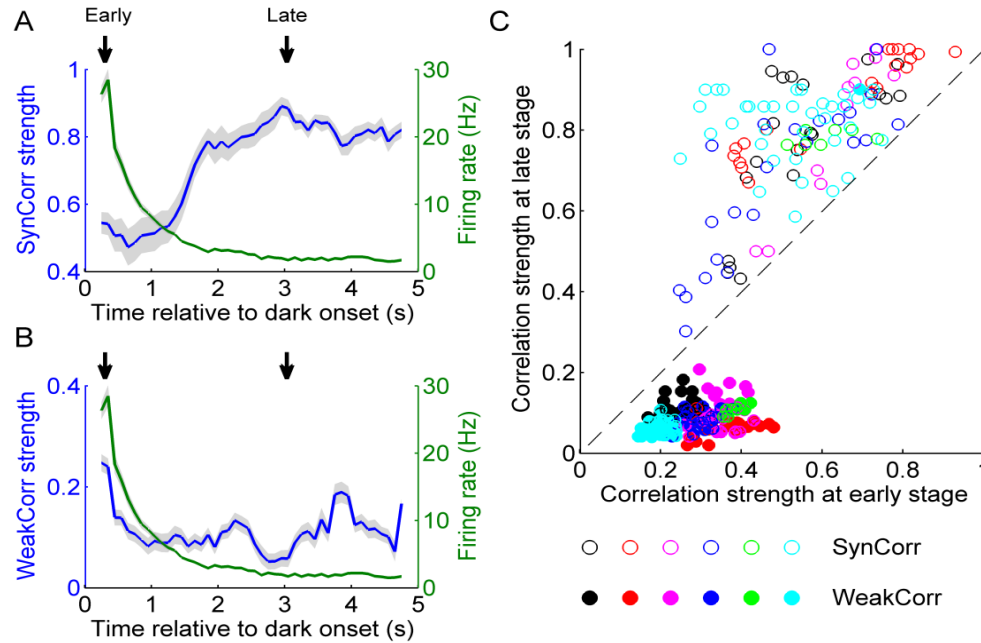 A
Early
Late
SynCorr strength
1
0.8
0.6
0.4
30
20
10
0
Firing rate (Hz)
0 1 2 3 4 5
Time relative to dark onset (s)
B
WeakCorr strength
0.4
0.2
0
30
20
10
0
Firing rate (Hz)
0 1 2 3 4 5
Time relative to dark onset (s)
C
Correlation strength at late stage
1
0.8
0.6
0.4
0.2
0
0 0.2 0.4 0.6 0.8 1
Correlation strength at early stage
SynCorr
WeakCorr